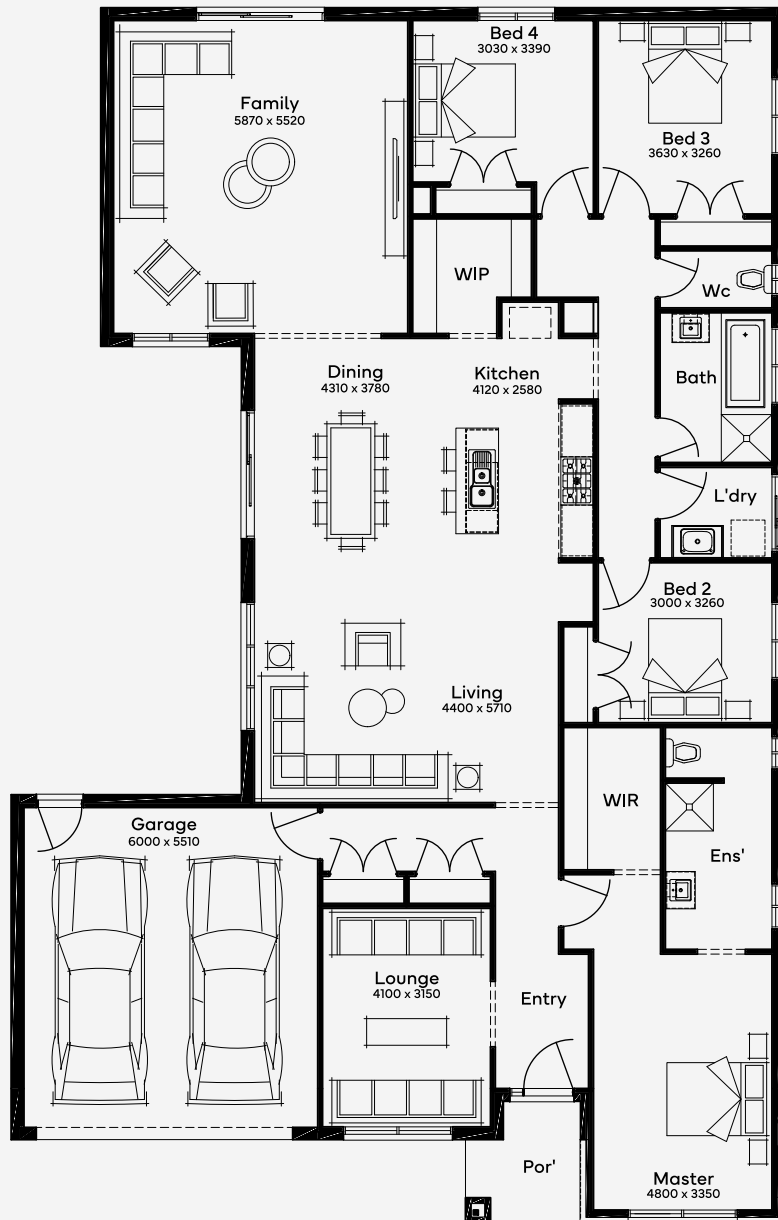 Bed 4
3030 x 3390
Family
5870 x 5520
Bed 3
3630 x 3260
WIP
Wc
Dining
4310 x 3780
Kitchen
4120 x 2580
Bath
L'dry
Bed 2
3000 x 3260
Living
4400 x 5710
WIR
Garage
6000 x 5510
Ens'
Lounge
4100 x 3150
Entry
Por'
Master
4800 x 3350